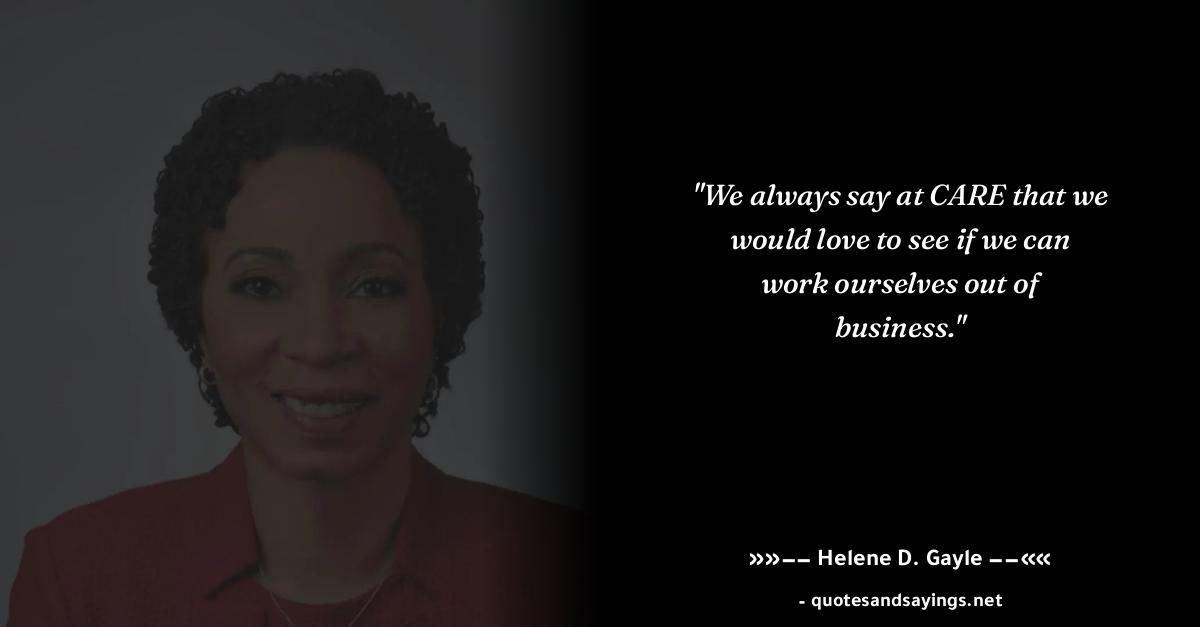 "We always say at CARE that we
would love to see if we can
work ourselves out of
business."
»»−− Helene D. Gayle −−««
- quotesandsayings.net